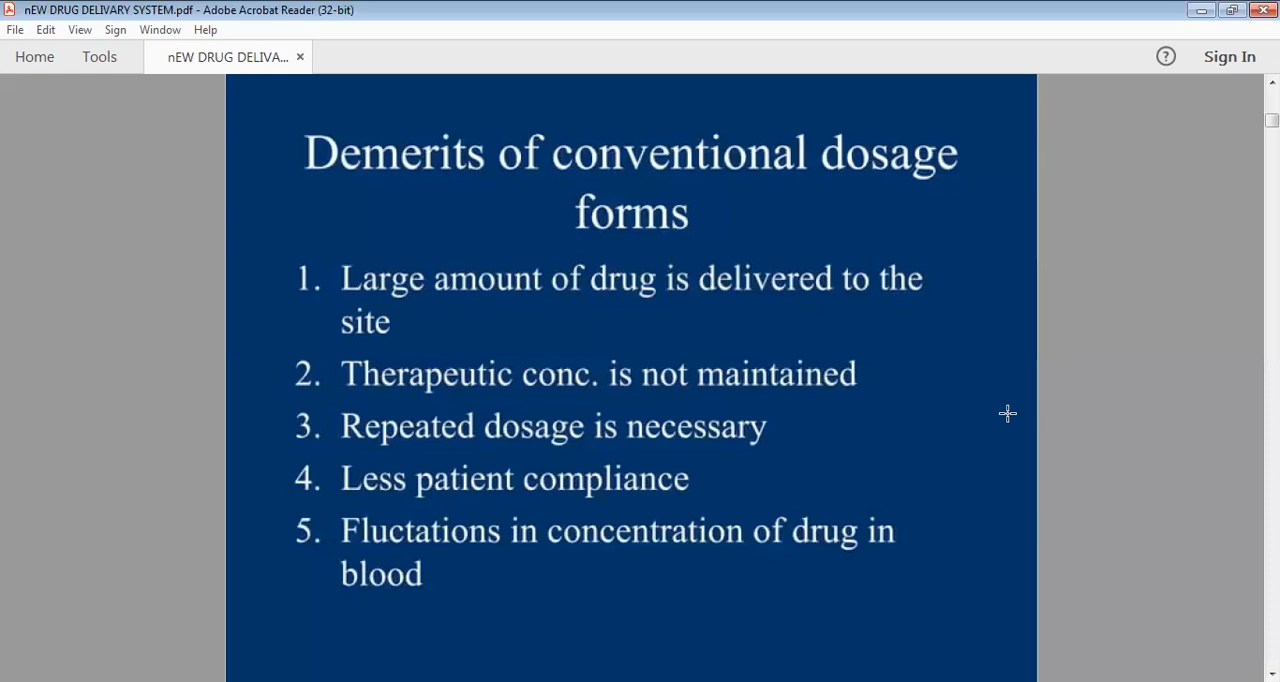 nEW DRUG DELIVARY SYSTEM.pdf - Adobe Acrobat Reader (32-bit)
File Edit View Sign Window Help
Home Tools nEW DRUG DELIVA... × ? Sign In
Demerits of conventional dosage
forms
1. Large amount of drug is delivered to the
site
2. Therapeutic conc. is not maintained
3. Repeated dosage is necessary
4. Less patient compliance
5. Fluctations in concentration of drug in
blood